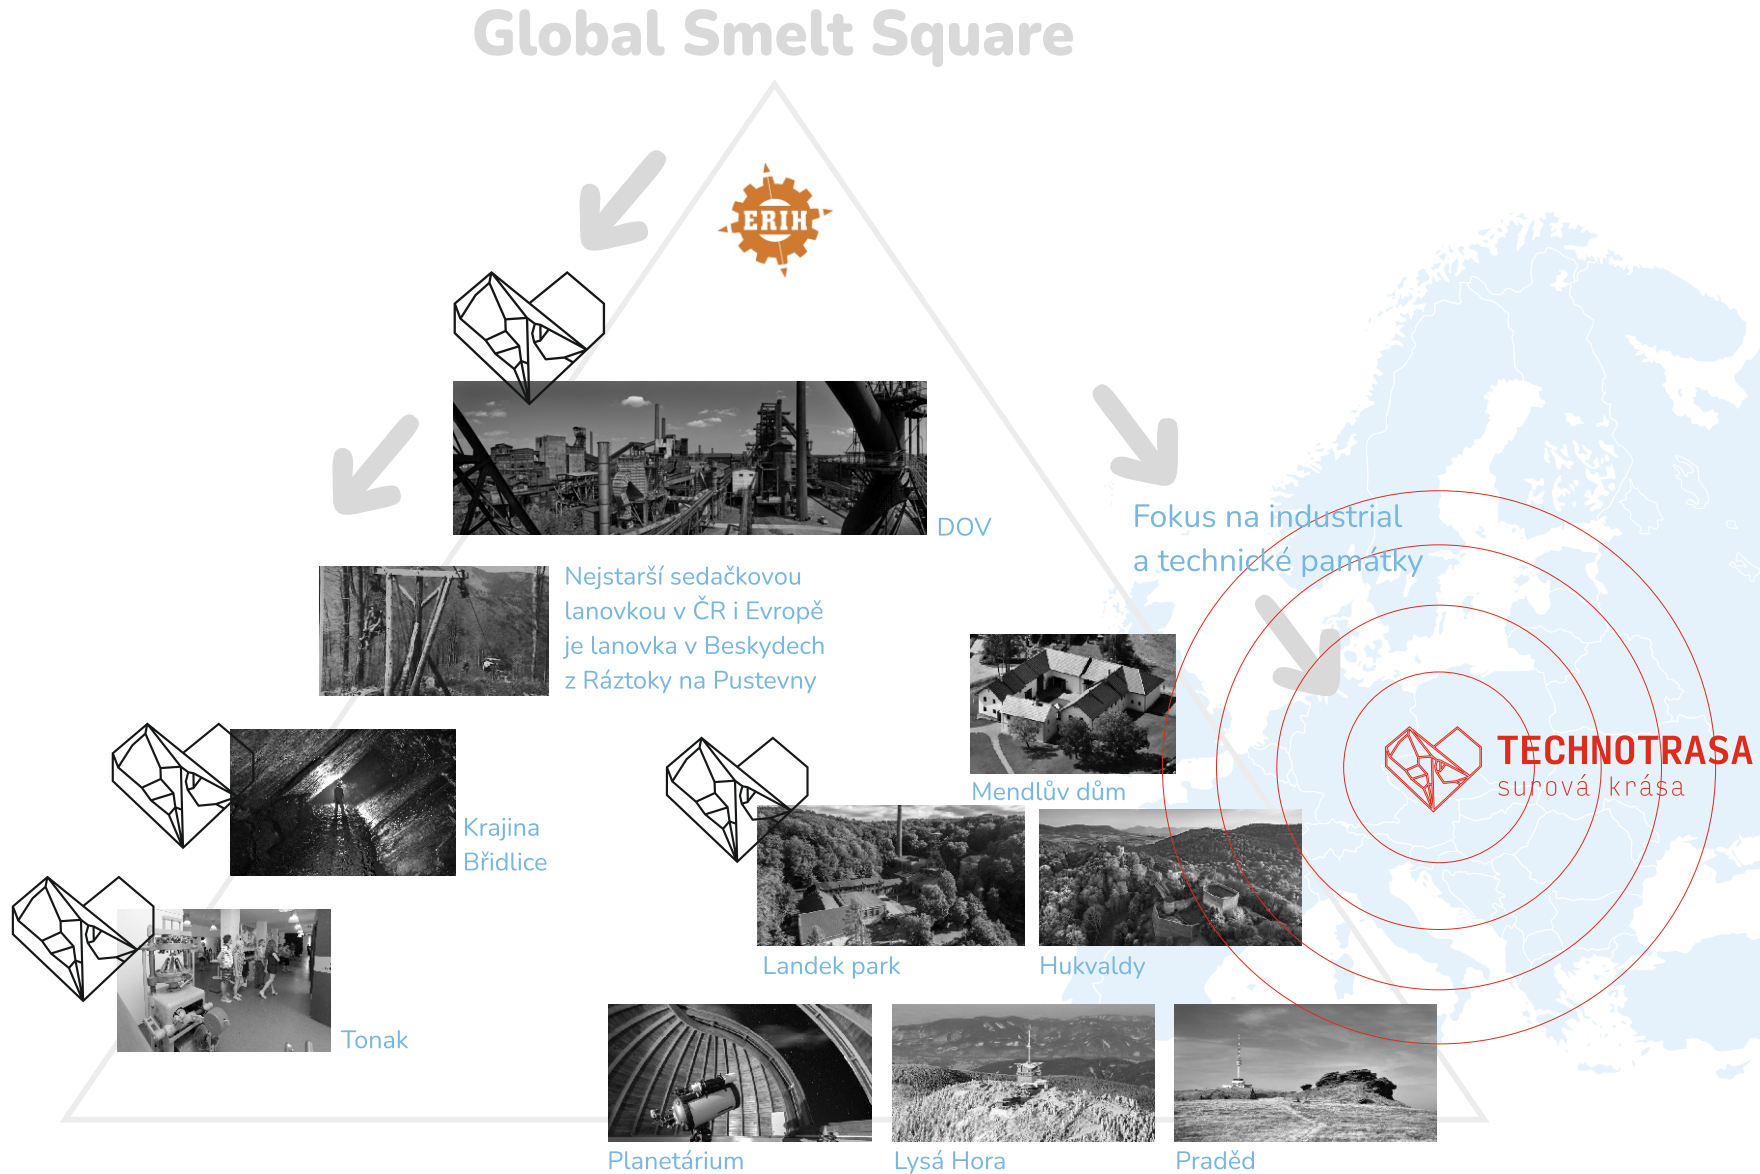 Global Smelt Square
ERIH
DOV
Fokus na industrial
a technické památky
Nejstarší sedačkovou
lanovkou v ČR i Evropě
je lanovka v Beskydech
z Ráztoky na Pustevny
TECHNOTRASA
surová krása
Mendlův dům
Krajina
Břidlice
Landek park
Hukvaldy
Tonak
Planetárium
Lysá Hora
Praděd